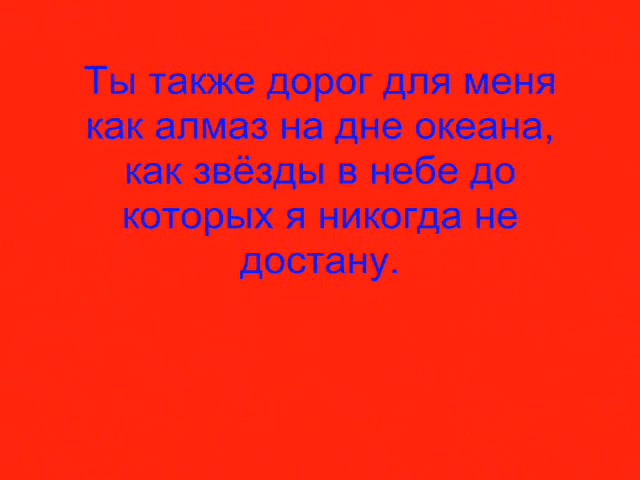 Ты также дорог для меня
как алмаз на дне океана,
как звёзды в небе до
которых я никогда не
достану.